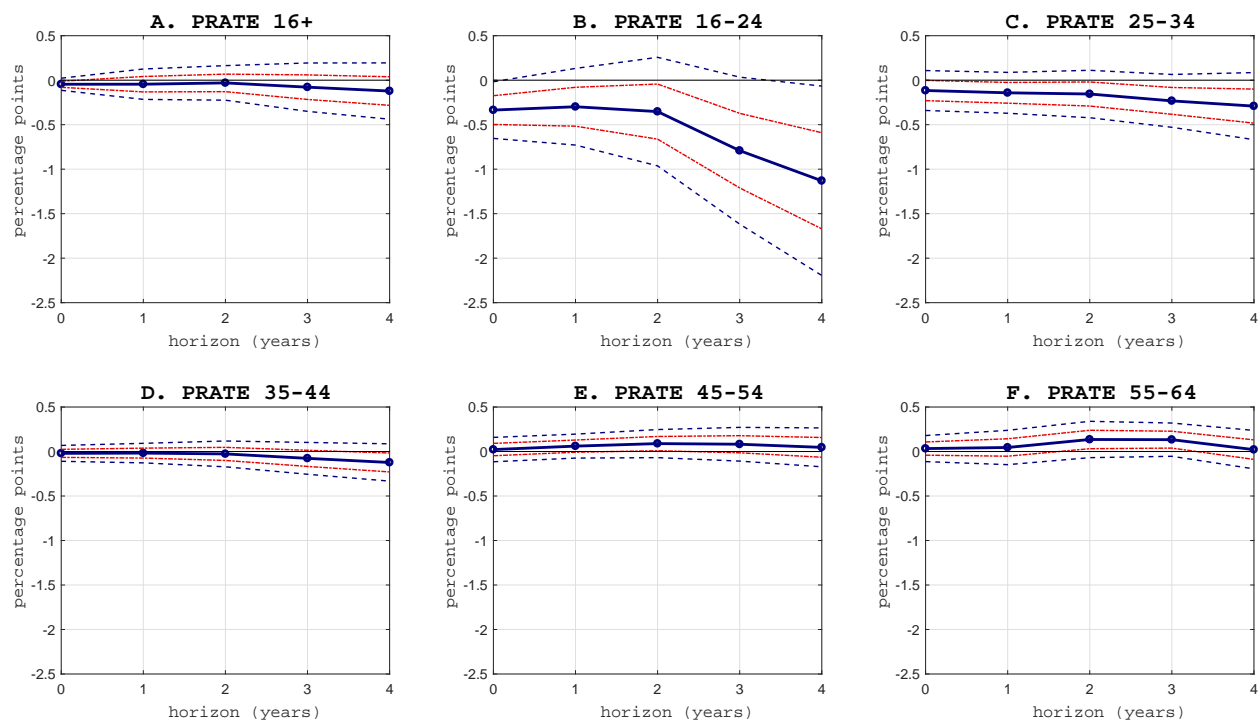 A. PRATE 16+
0.5
0
-0.5
-1
-1.5
-2
-2.5
percentage points
0 1 2 3 4
horizon (years)
B. PRATE 16-24
0.5
0
-0.5
-1
-1.5
-2
-2.5
percentage points
0 1 2 3 4
horizon (years)
C. PRATE 25-34
0.5
0
-0.5
-1
-1.5
-2
-2.5
percentage points
0 1 2 3 4
horizon (years)
D. PRATE 35-44
0.5
0
-0.5
-1
-1.5
-2
-2.5
percentage points
0 1 2 3 4
horizon (years)
E. PRATE 45-54
0.5
0
-0.5
-1
-1.5
-2
-2.5
percentage points
0 1 2 3 4
horizon (years)
F. PRATE 55-64
0.5
0
-0.5
-1
-1.5
-2
-2.5
percentage points
0 1 2 3 4
horizon (years)